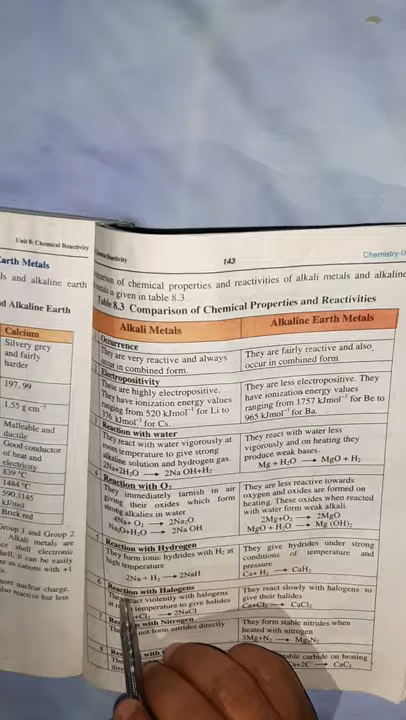 Unit 8: Chemical Reactivity
Earth Metals
and alkaline earth
Alkaline Earth
Calcium
Silvery grey
and fairly
harder
197, 99
1.55 g cm⁻³
Malleable and
ductile
Good conductor
of heat and
electricity
839 °C
1484 °C
590,1145
kJ/mol
Brick red
Group 1 and Group 2
Alkali metals are
shell electronic
it can be easily
as cations with +1
more nuclear charge.
also reactive but less
Reactivity
143
Chemistry-
of chemical properties and reactivities of alkali metals and alkaline
is given in table 8.3
Table 8.3 Comparison of Chemical Properties and Reactivities
Alkali Metals
Alkaline Earth Metals
Occurrence
They are very reactive and always
occur in combined form.
They are fairly reactive and also
occur in combined form
Electropositivity
These are highly electropositive.
They have ionization energy values
ranging from 520 kJmol⁻¹ for Li to
376 kJmol⁻¹ for Cs.
They are less electropositive. They
have ionization energy values
ranging from 1757 kJmol⁻¹ for Be to
965 kJmol⁻¹ for Ba.
3 Reaction with water
They react with water vigorously at
room temperature to give strong
alkaline solution and hydrogen gas.
2Na+2H₂O → 2Na OH+H₂
They react with water less
vigorously and on heating they
produce weak bases.
Mg + H₂O → MgO + H₂
4 Reaction with O₂
They immediately tarnish in air
giving their oxides which form
strong alkalies in water
4Na+ O₂ → 2Na₂O
Na₂O+H₂O → 2Na OH
They are less reactive towards
oxygen and oxides are formed on
heating. These oxides when reacted
with water form weak alkali.
2Mg+O₂ → 2MgO
MgO + H₂O → Mg (OH)₂
5 Reaction with Hydrogen
They form ionic hydrides with H₂ at
high temperature
2Na + H₂ → 2NaH
They give hydrides under strong
conditions of temperature and
pressure
Ca+ H₂ → CaH₂
6 Reaction with Halogens
They react violently with halogens
at temperature to give halides
+Cl₂ → 2NaCl
They react slowly with halogens to
give their halides
Ca+Cl₂ → CaCl₂
7 with Nitrogen
not form nitrides directly
They form stable nitrides when
heated with nitrogen
3Mg+N₂ → Mg₃N₂
8
carbide on heating
+2C → CaC₂